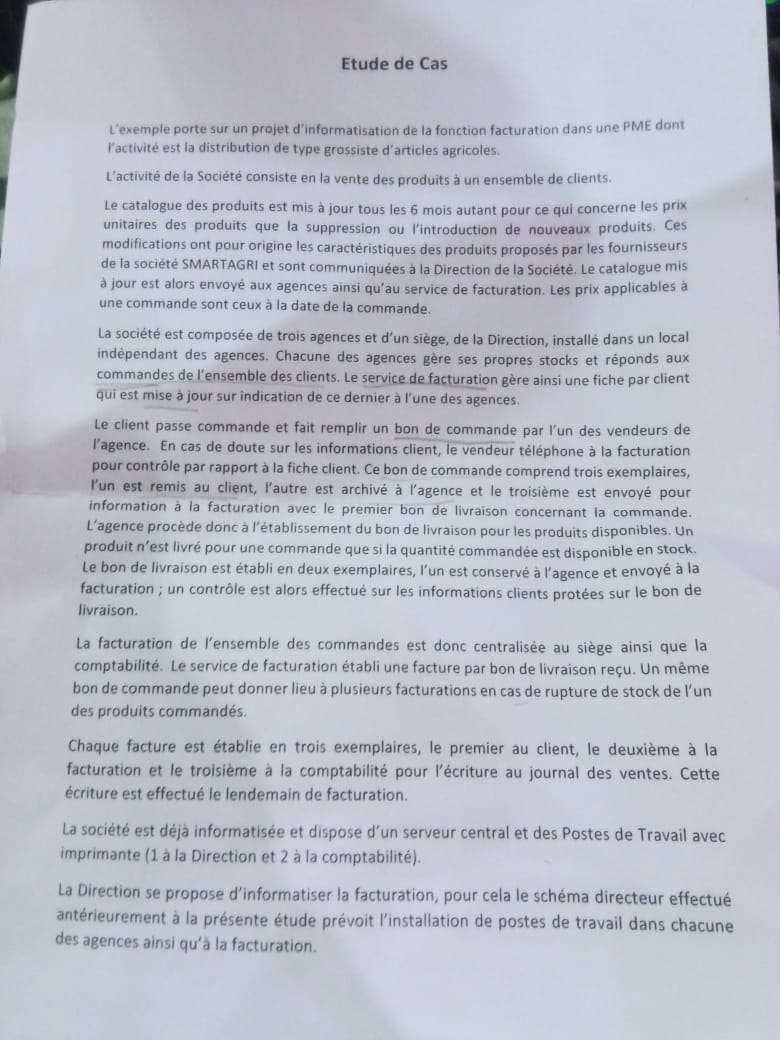 Etude de Cas
L'exemple porte sur un projet d'informatisation de la fonction facturation dans une PME dont
l'activité est la distribution de type grossiste d'articles agricoles.
L'activité de la Société consiste en la vente des produits à un ensemble de clients.
Le catalogue des produits est mis à jour tous les 6 mois autant pour ce qui concerne les prix
unitaires des produits que la suppression ou l'introduction de nouveaux produits. Ces
modifications ont pour origine les caractéristiques des produits proposés par les fournisseurs
de la société SMARTAGRI et sont communiquées à la Direction de la Société. Le catalogue mis
à jour est alors envoyé aux agences ainsi qu'au service de facturation. Les prix applicables à
une commande sont ceux à la date de la commande.
La société est composée de trois agences et d'un siège, de la Direction, installé dans un local
indépendant des agences. Chacune des agences gère ses propres stocks et réponds aux
commandes de l'ensemble des clients. Le service de facturation gère ainsi une fiche par client
qui est mise à jour sur indication de ce dernier à l'une des agences.
Le client passe commande et fait remplir un bon de commande par l'un des vendeurs de
l'agence. En cas de doute sur les informations client, le vendeur téléphone à la facturation
pour contrôle par rapport à la fiche client. Ce bon de commande comprend trois exemplaires,
l'un est remis au client, l'autre est archivé à l'agence et le troisième est envoyé pour
information à la facturation avec le premier bon de livraison concernant la commande.
L'agence procède donc à l'établissement du bon de livraison pour les produits disponibles. Un
produit n'est livré pour une commande que si la quantité commandée est disponible en stock.
Le bon de livraison est établi en deux exemplaires, l'un est conservé à l'agence et envoyé à la
facturation ; un contrôle est alors effectué sur les informations clients protées sur le bon de
livraison.
La facturation de l'ensemble des commandes est donc centralisée au siège ainsi que la
comptabilité. Le service de facturation établi une facture par bon de livraison reçu. Un même
bon de commande peut donner lieu à plusieurs facturations en cas de rupture de stock de l'un
des produits commandés.
Chaque facture est établie en trois exemplaires, le premier au client, le deuxième à la
facturation et le troisième à la comptabilité pour l'écriture au journal des ventes. Cette
écriture est effectué le lendemain de facturation.
La société est déjà informatisée et dispose d'un serveur central et des Postes de Travail avec
imprimante (1 à la Direction et 2 à la comptabilité).
La Direction se propose d'informatiser la facturation, pour cela le schéma directeur effectué
antérieurement à la présente étude prévoit l'installation de postes de travail dans chacune
des agences ainsi qu'à la facturation.